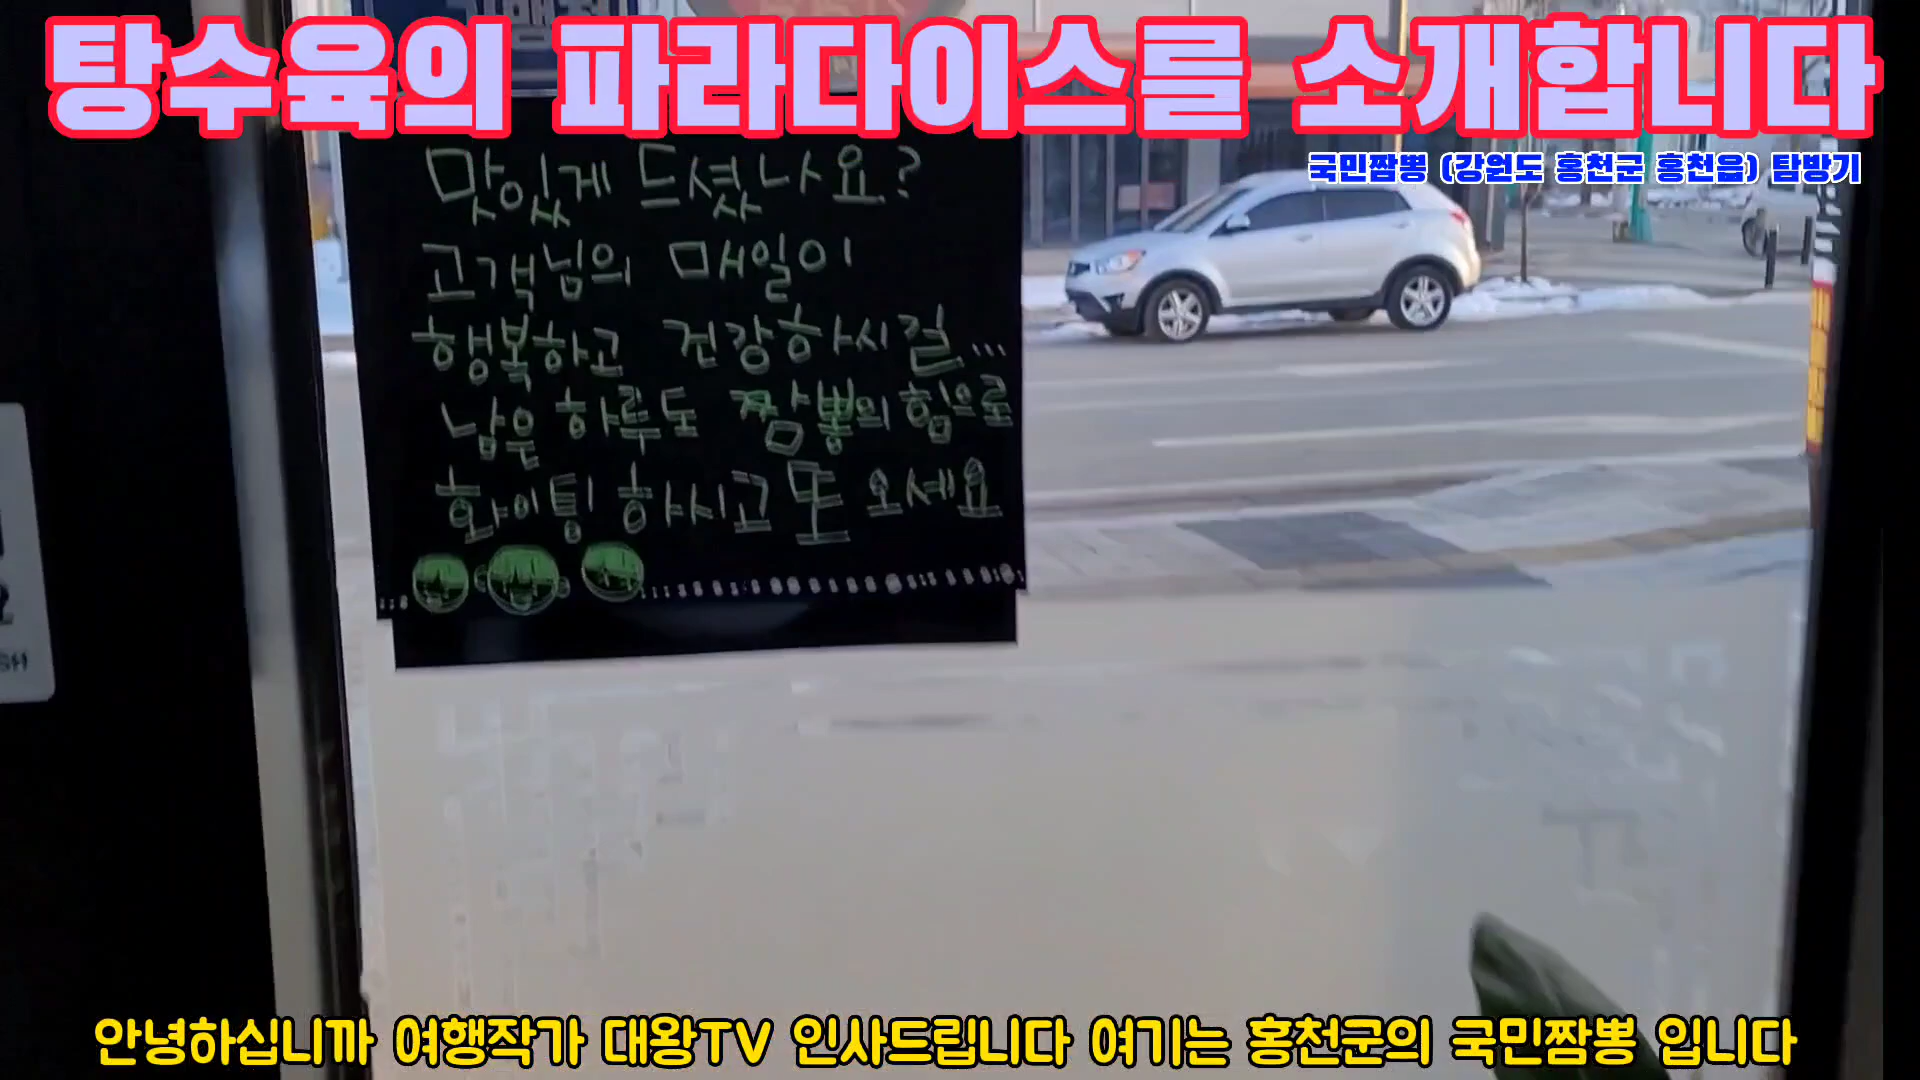 탕수육의 파라다이스를 소개합니다
국민짬뽕 (강원도 홍천군 홍천읍) 탐방기
맛있게 드셨나요?
고객님의 매일이
행복하고 건강하시길...
남은 하루도 짬뽕의 힘으로
화이팅 하시고 또 오세요
안녕하십니까 여행작가 대왕TV 인사드립니다 여기는 홍천군의 국민짬뽕 입니다